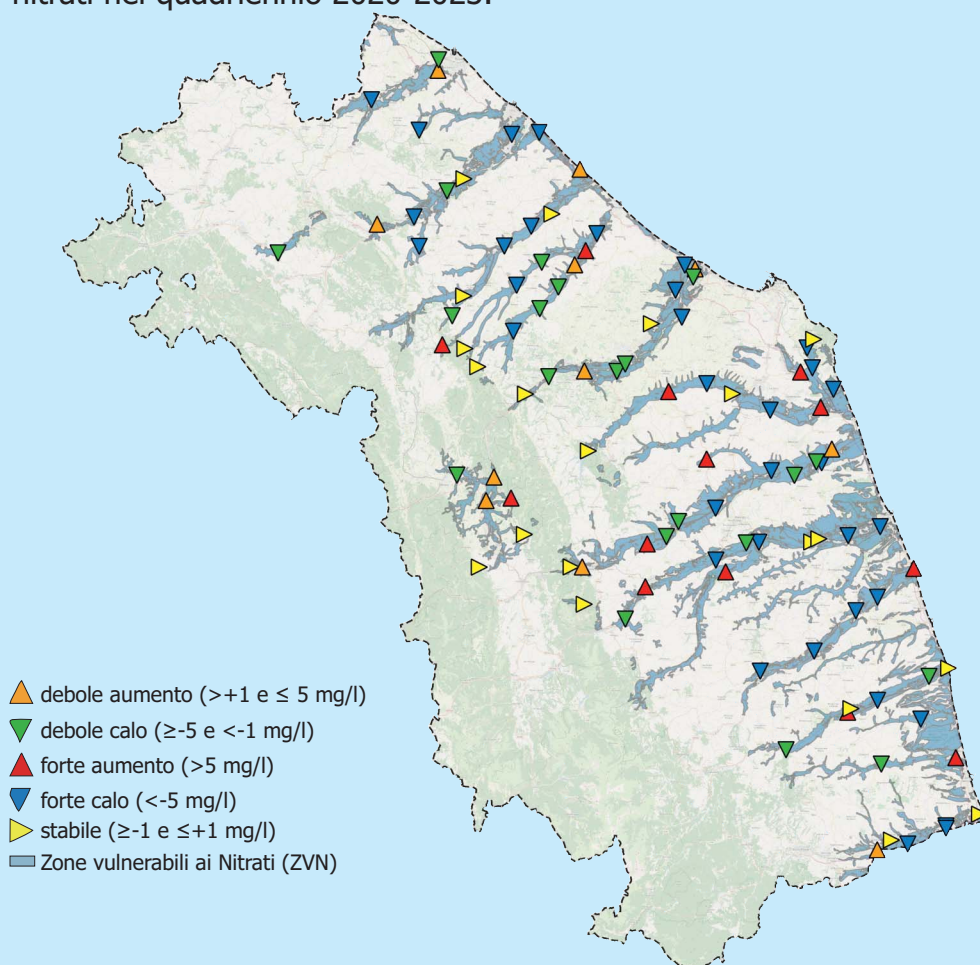 nitrati nel quadriennio 2020-2023.
debole aumento (>+1 e ≤ 5 mg/l)
debole calo (≥-5 e <-1 mg/l)
forte aumento (>5 mg/l)
forte calo (<-5 mg/l)
stabile (≥-1 e ≤+1 mg/l)
Zone vulnerabili ai Nitrati (ZVN)